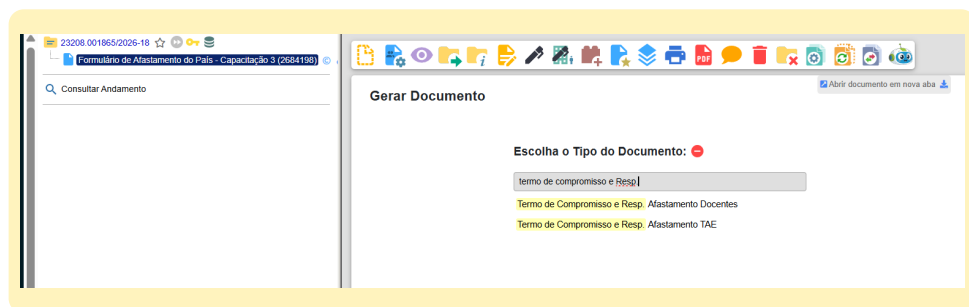 23208.001865/2026-18
Formulário de Afastamento do País - Capacitação 3 (2684198)
Consultar Andamento
PDF
Abrir documento em nova aba
Gerar Documento
Escolha o Tipo do Documento:
termo de compromisso e Resp.
Termo de Compromisso e Resp. Afastamento Docentes
Termo de Compromisso e Resp. Afastamento TAE